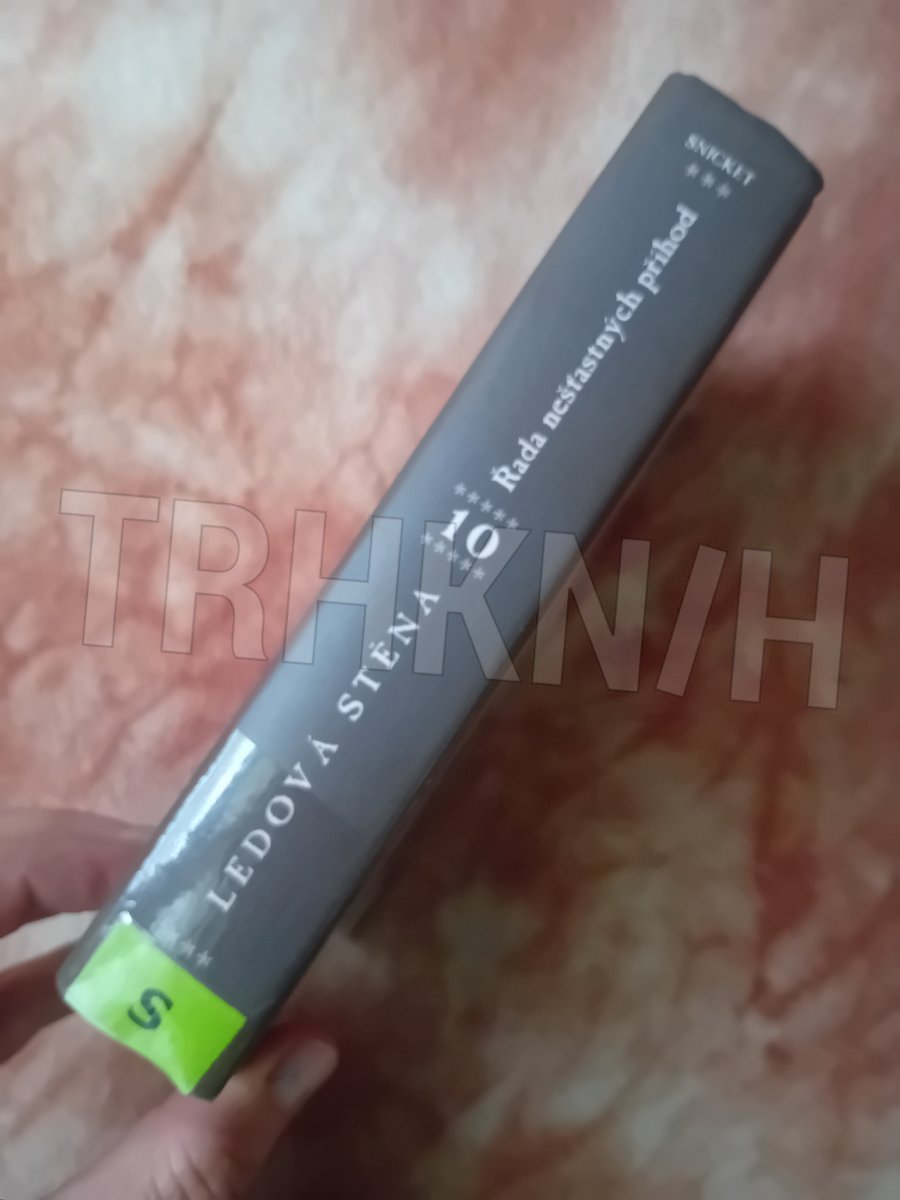 SNICKET
Řada nešťastných příhod
10
LEDOVÁ STĚNA
S
TRHKNIH